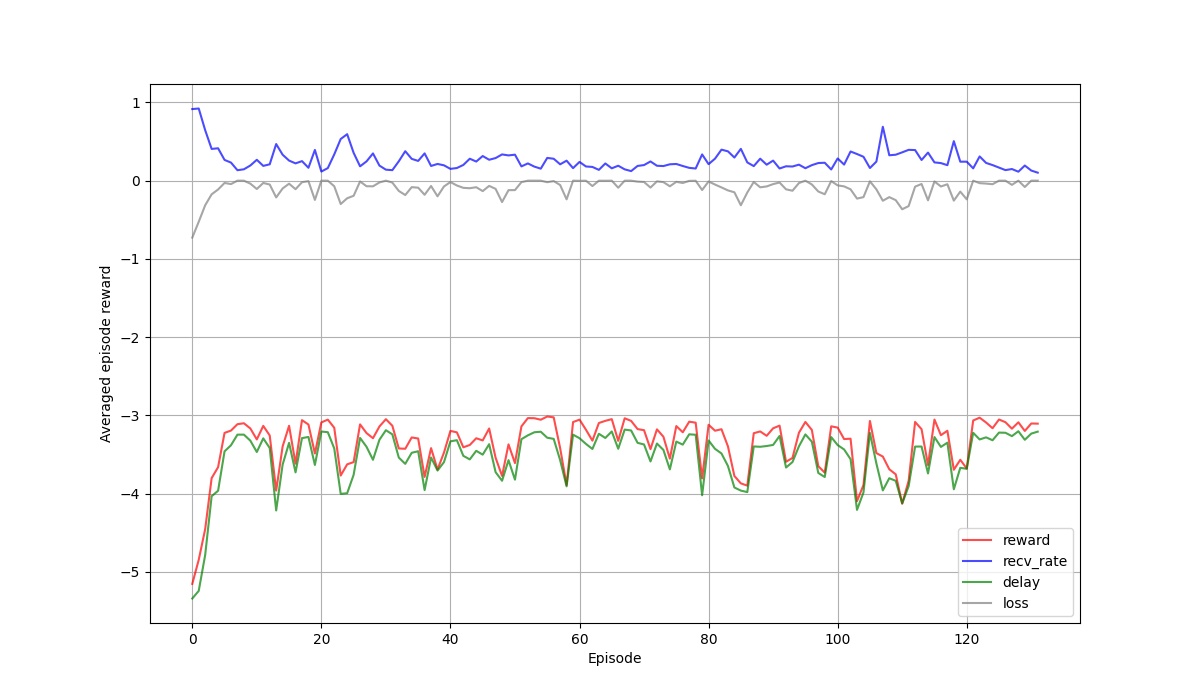 1
0
−1
−2
−3
−4
−5
Averaged episode reward
0 20 40 60 80 100 120
Episode
reward
recv_rate
delay
loss